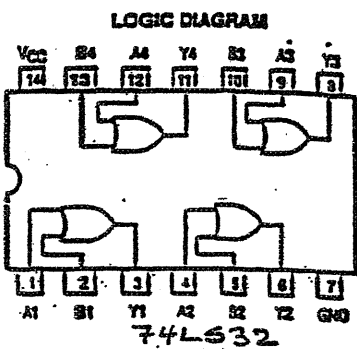 LOGIC DIAGRAM
VCC B4 A4 Y4 B3 A3 Y3
14 13 12 11 10 9 8
1 2 3 4 5 6 7
A1 B1 Y1 A2 B2 Y2 GND
74LS32